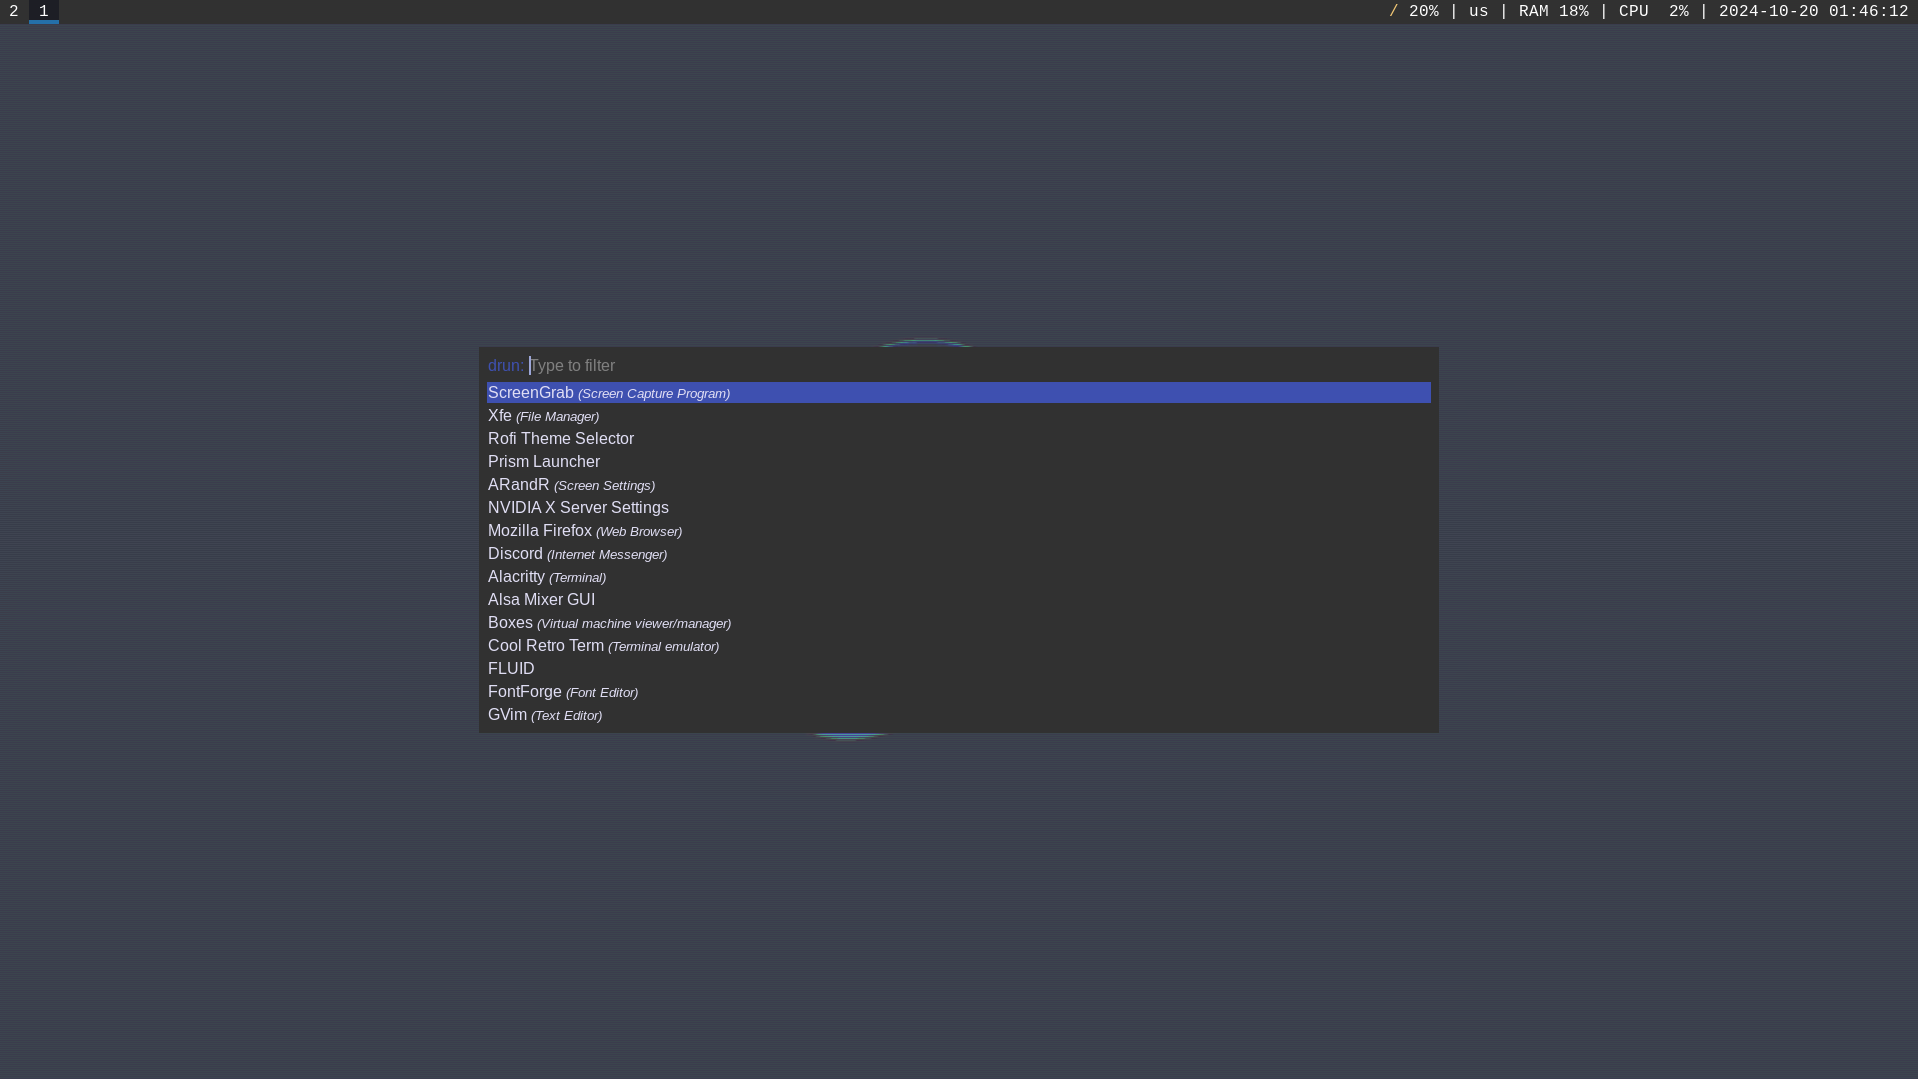 2 1 / 20% | us | RAM 18% | CPU  2% | 2024-10-20 01:46:12
drun: Type to filter
ScreenGrab (Screen Capture Program)
Xfe (File Manager)
Rofi Theme Selector
Prism Launcher
ARandR (Screen Settings)
NVIDIA X Server Settings
Mozilla Firefox (Web Browser)
Discord (Internet Messenger)
Alacritty (Terminal)
Alsa Mixer GUI
Boxes (Virtual machine viewer/manager)
Cool Retro Term (Terminal emulator)
FLUID
FontForge (Font Editor)
GVim (Text Editor)